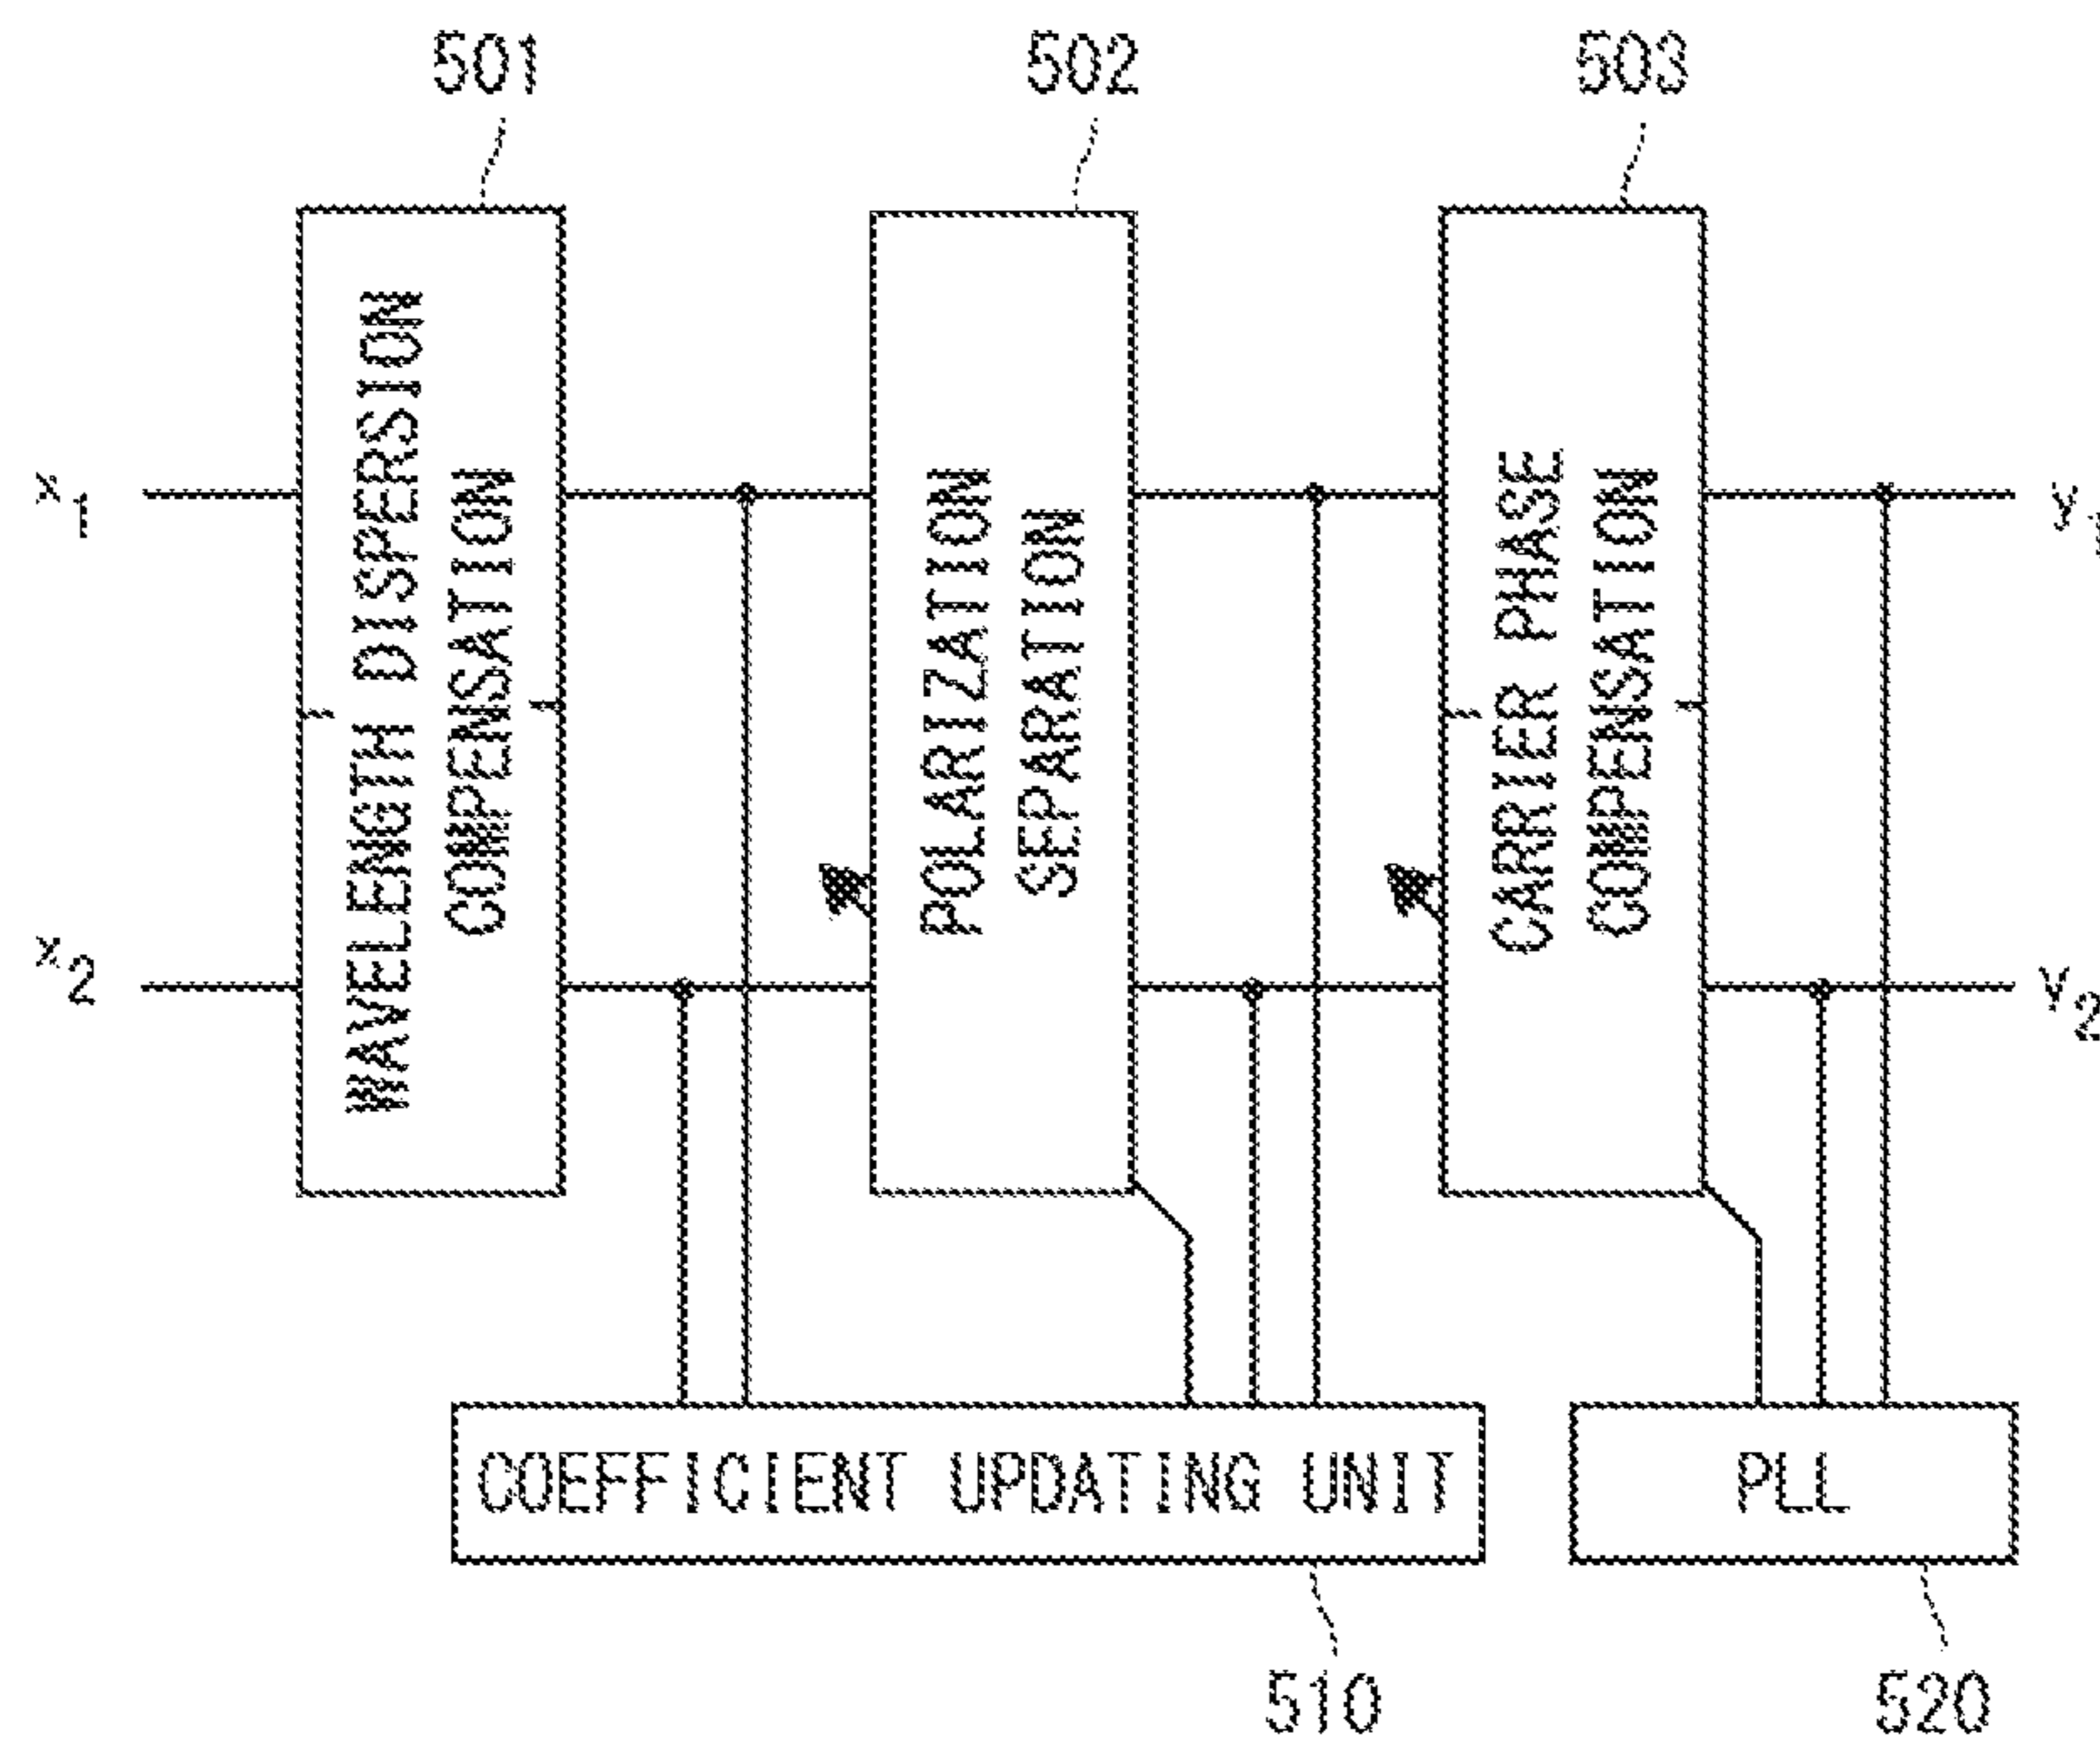 501
502
503
WAVELENGTH DISPERSION
COMPENSATION
POLARIZATION
SEPARATION
CARRIER PHASE
COMPENSATION
x1
x2
y1
y2
COEFFICIENT UPDATING UNIT
PLL
510
520